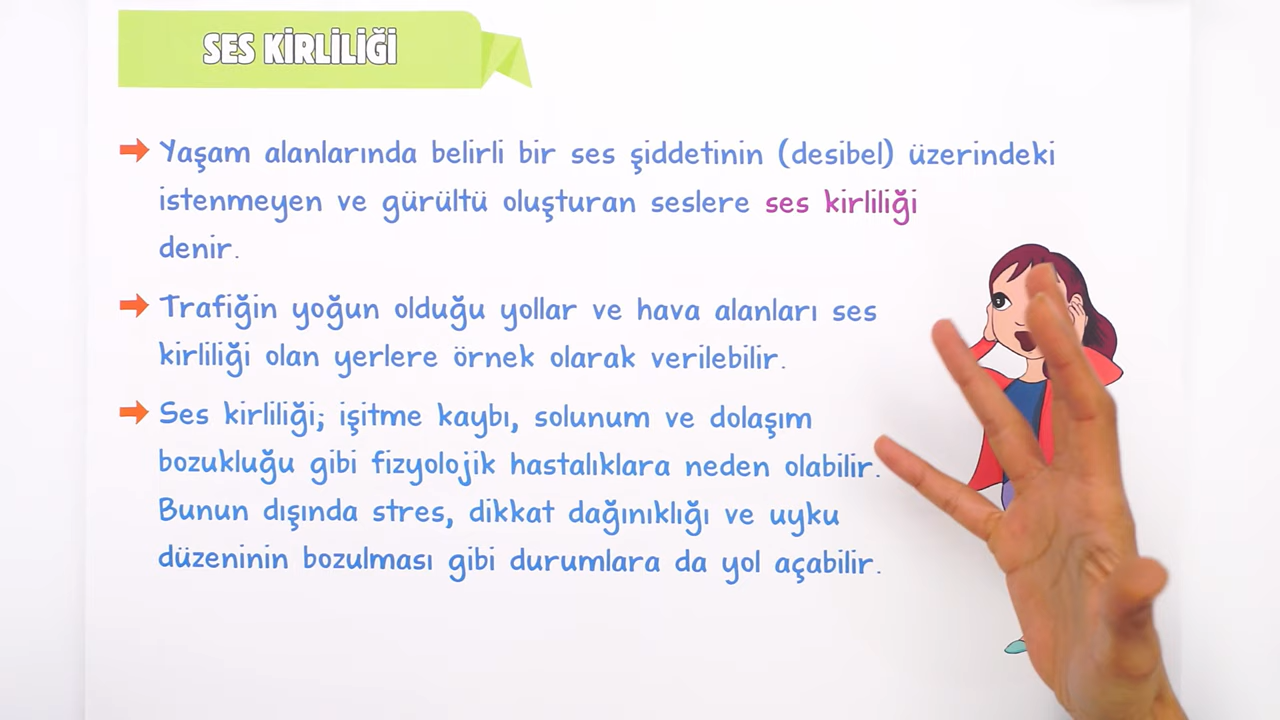 SES KİRLİLİĞİ
Yaşam alanlarında belirli bir ses şiddetinin (desibel) üzerindeki
istenmeyen ve gürültü oluşturan seslere ses kirliliği
denir.
Trafiğin yoğun olduğu yollar ve hava alanları ses
kirliliği olan yerlere örnek olarak verilebilir.
Ses kirliliği; işitme kaybı, solunum ve dolaşım
bozukluğu gibi fizyolojik hastalıklara neden olabilir.
Bunun dışında stres, dikkat dağınıklığı ve uyku
düzeninin bozulması gibi durumlara da yol açabilir.